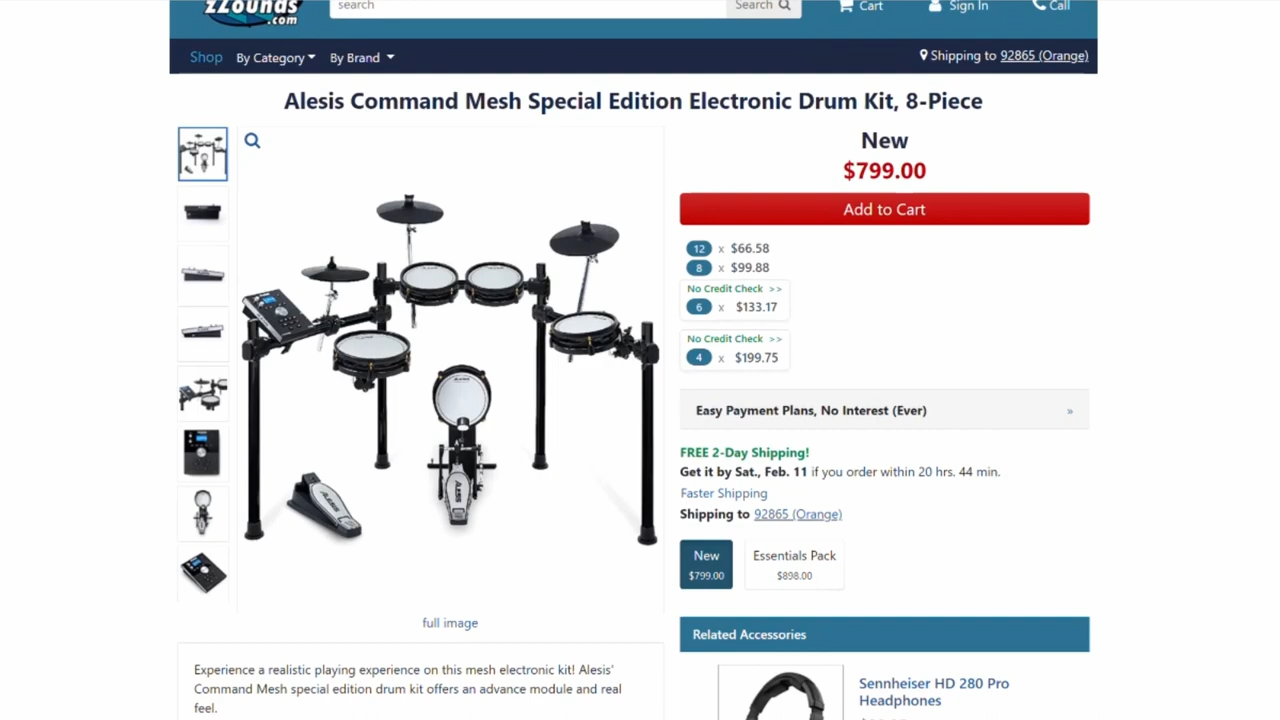 zZounds
.com
search
Search
Cart
Sign In
Call
Shop
By Category
By Brand
Shipping to 92865 (Orange)
Alesis Command Mesh Special Edition Electronic Drum Kit, 8-Piece
New
$799.00
Add to Cart
12 x $66.58
8 x $99.88
No Credit Check >>
6 x $133.17
No Credit Check >>
4 x $199.75
Easy Payment Plans, No Interest (Ever) »
FREE 2-Day Shipping!
Get it by Sat., Feb. 11 if you order within 20 hrs. 44 min.
Faster Shipping
Shipping to 92865 (Orange)
New
$799.00
Essentials Pack
$898.00
ALESIS
full image
Experience a realistic playing experience on this mesh electronic kit! Alesis'
Command Mesh special edition drum kit offers an advance module and real
feel.
Related Accessories
Sennheiser HD 280 Pro
Headphones